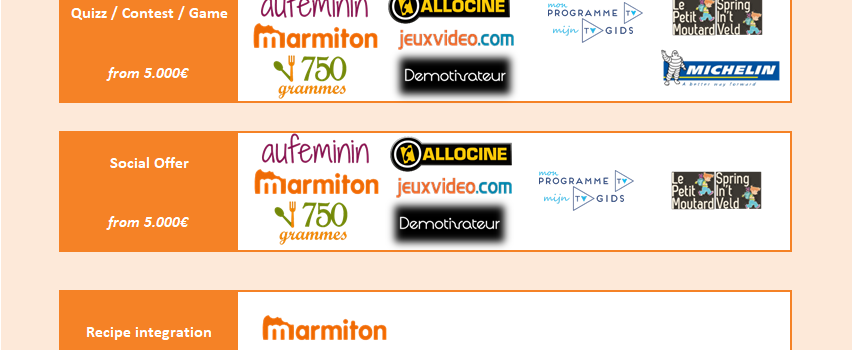 Quizz / Contest / Game
from 5.000€
aufeminin
ALLOCINE
marmiton
jeuxvideo.com
750
grammes
Demotivateur
mon
PROGRAMME TV
mijn TV GIDS
Le Spring
Petit In't
Moutard Veld
MICHELIN
A better way forward
Social Offer
from 5.000€
aufeminin
ALLOCINE
marmiton
jeuxvideo.com
750
grammes
Demotivateur
mon
PROGRAMME TV
mijn TV GIDS
Le Spring
Petit In't
Moutard Veld
Recipe integration
marmiton